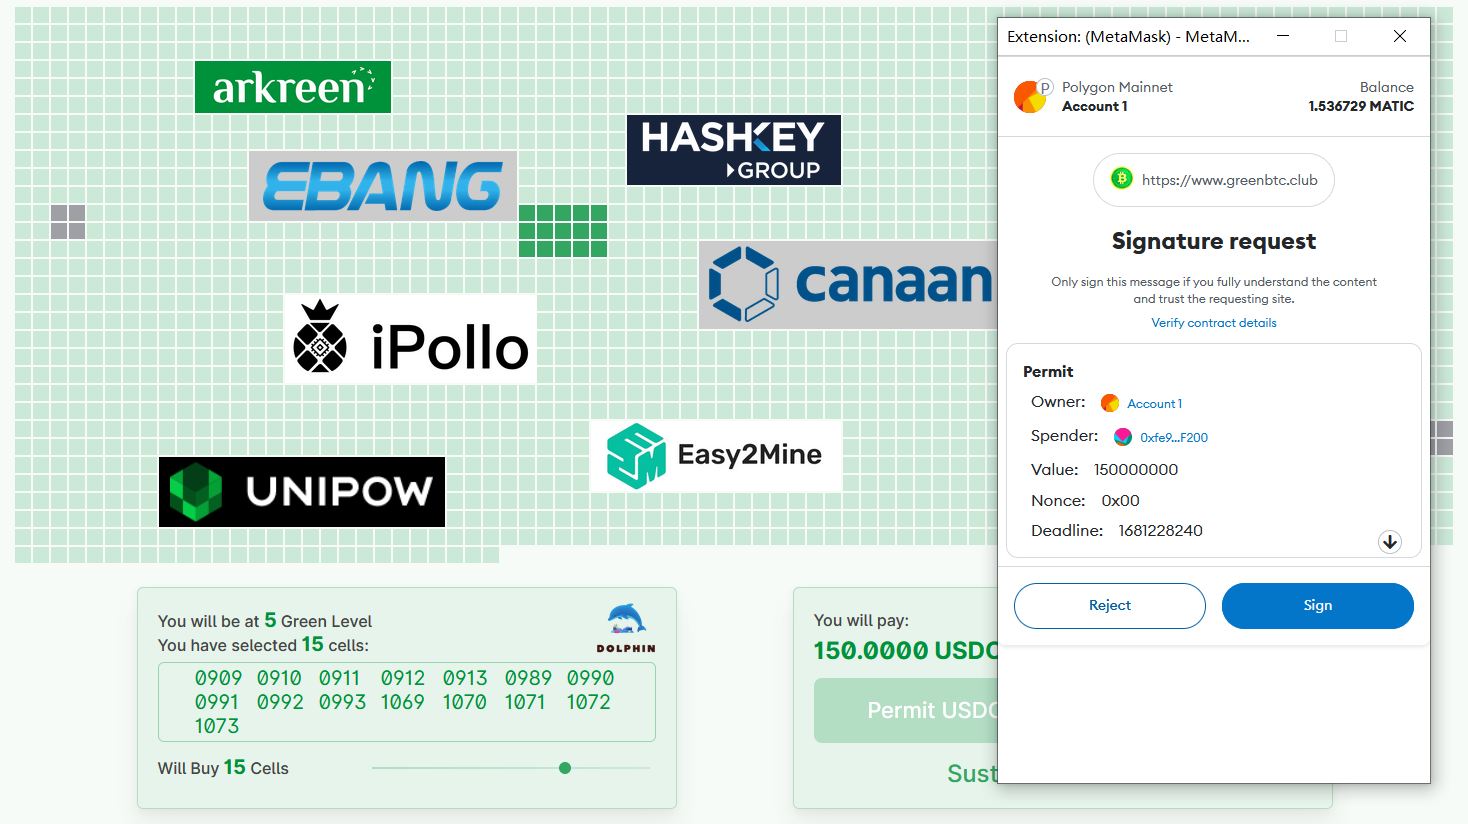 arkreen
EBANG
HASHKEY
GROUP
canaan
iPollo
Easy2Mine
UNIPOW
You will be at 5 Green Level
You have selected 15 cells:
DOLPHIN
0909 0910 0911 0912 0913 0989 0990
0991 0992 0993 1069 1070 1071 1072
1073
Will Buy 15 Cells
You will pay:
150.0000 USDC
Permit USDC
Sust
Extension: (MetaMask) - MetaM...
P
Polygon Mainnet
Account 1
Balance
1.536729 MATIC
https://www.greenbtc.club
Signature request
Only sign this message if you fully understand the content
and trust the requesting site.
Verify contract details
Permit
Owner: Account 1
Spender: 0xfe9...F200
Value: 150000000
Nonce: 0x00
Deadline: 1681228240
Reject
Sign